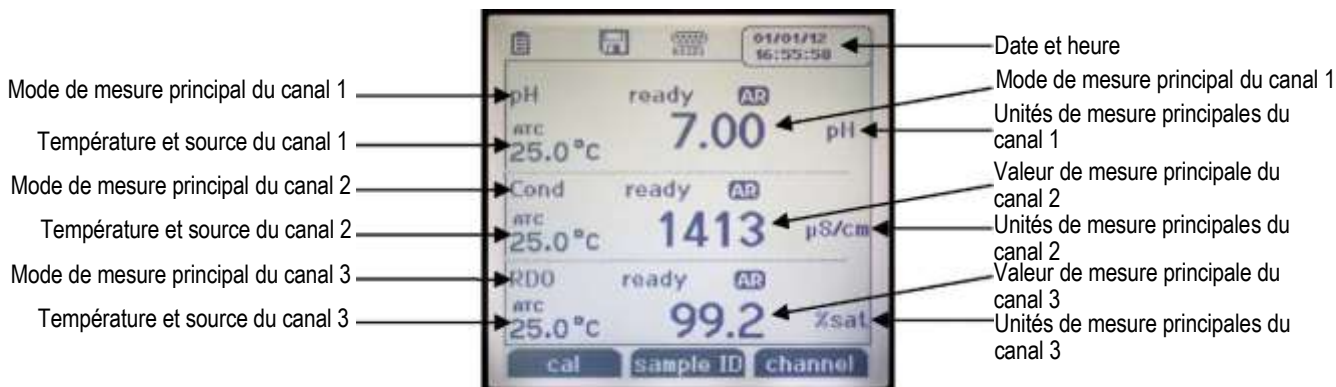 01/01/12
16:55:58
Date et heure
Mode de mesure principal du canal 1
pH ready AR
Mode de mesure principal du canal 1
Température et source du canal 1
ATC
25.0 °C
7.00
pH
Unités de mesure principales du
canal 1
Mode de mesure principal du canal 2
Cond ready AR
Valeur de mesure principale du
canal 2
Température et source du canal 2
ATC
25.0 °C
1413
µS/cm
Unités de mesure principales du
canal 2
Mode de mesure principal du canal 3
RDO ready AR
Valeur de mesure principale du
canal 3
Température et source du canal 3
ATC
25.0 °C
99.2
%sat
Unités de mesure principales du
canal 3
cal sample ID channel